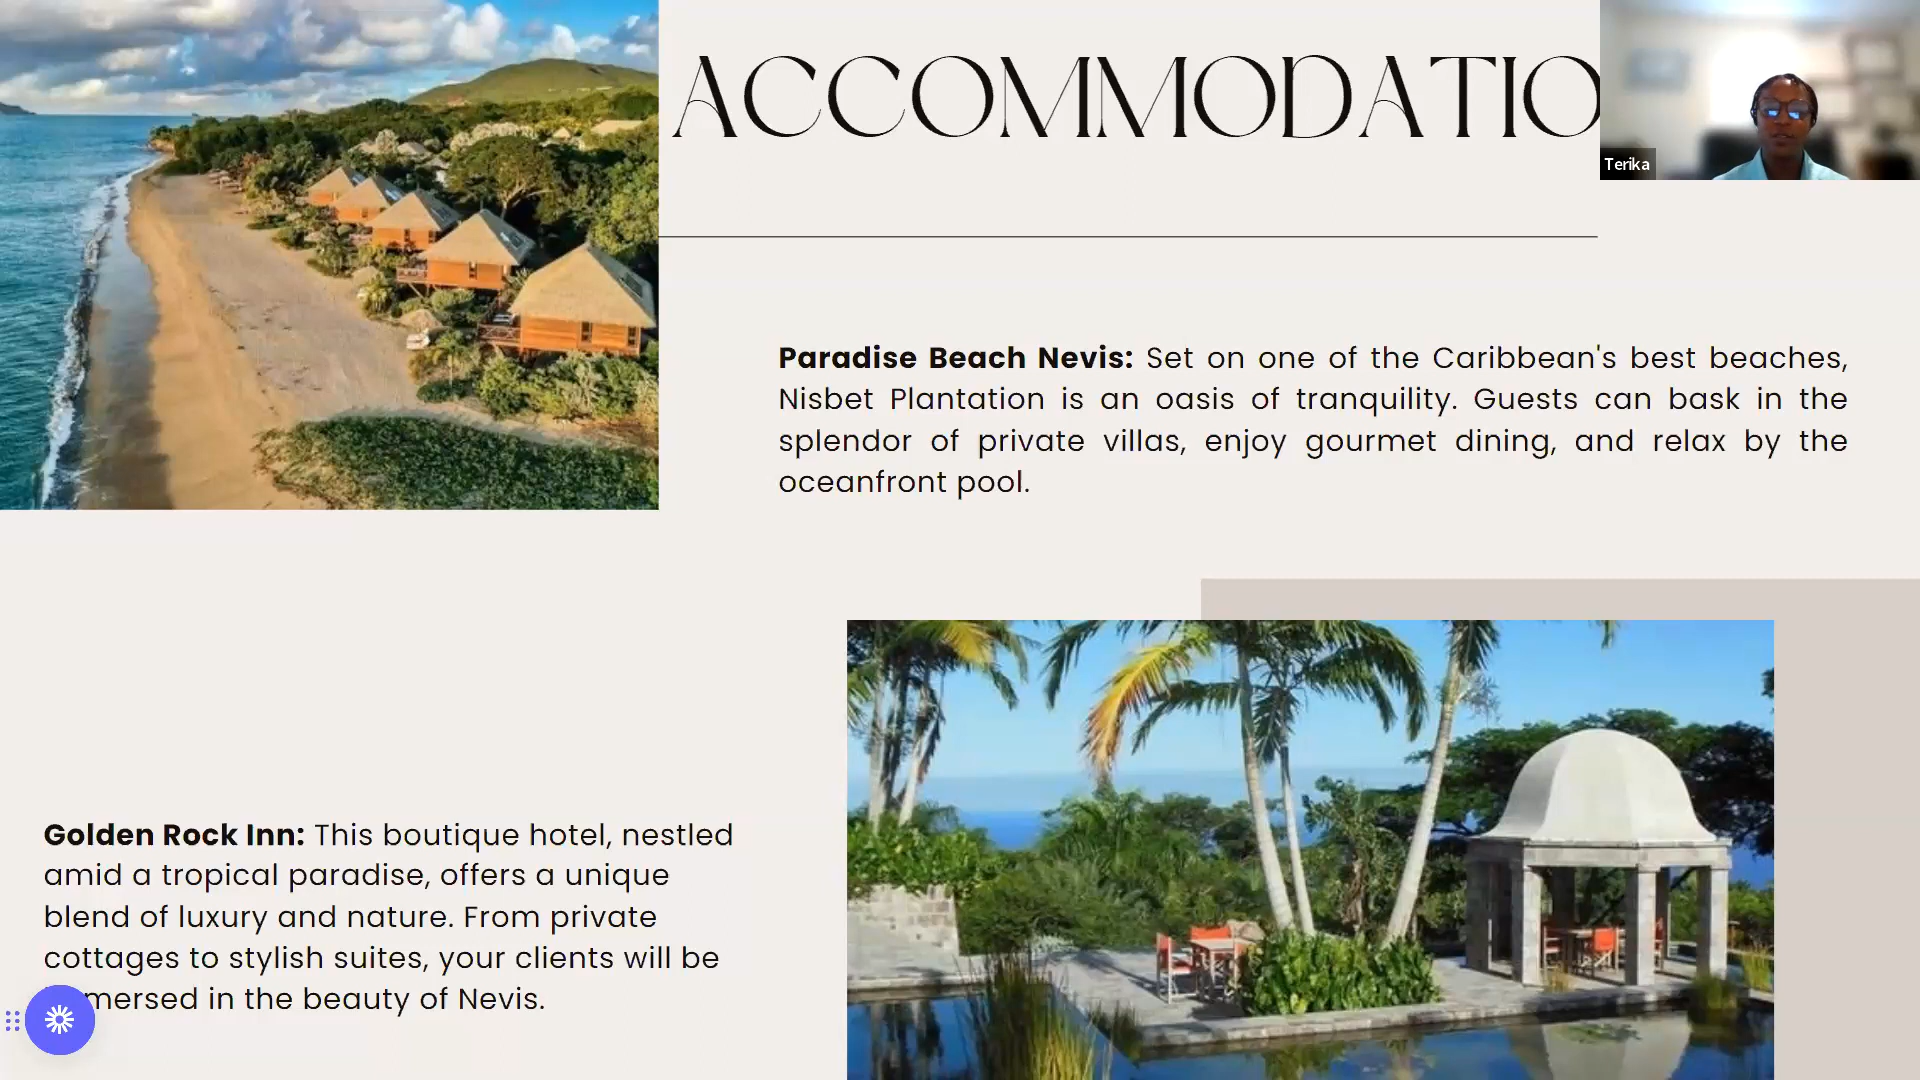 ACCOMMODATIO
Terika
Paradise Beach Nevis: Set on one of the Caribbean's best beaches,
Nisbet Plantation is an oasis of tranquility. Guests can bask in the
splendor of private villas, enjoy gourmet dining, and relax by the
oceanfront pool.
Golden Rock Inn: This boutique hotel, nestled
amid a tropical paradise, offers a unique
blend of luxury and nature. From private
cottages to stylish suites, your clients will be
mersed in the beauty of Nevis.